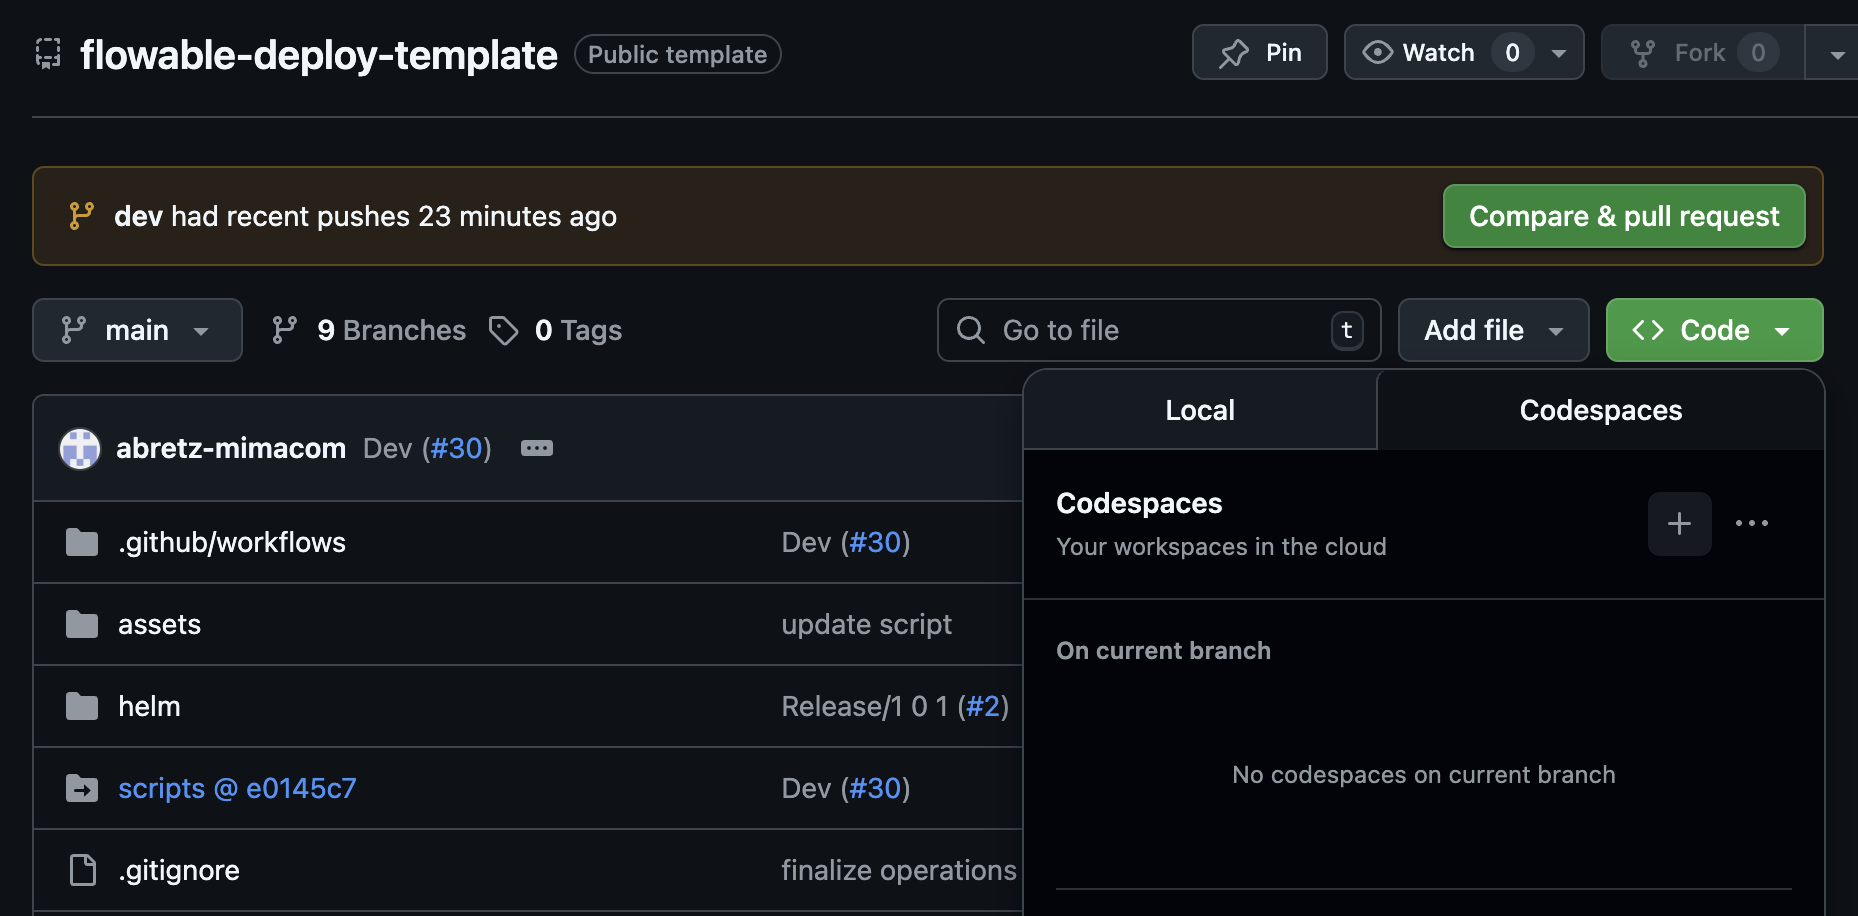 flowable-deploy-template Public template Pin Watch 0 Fork 0
dev had recent pushes 23 minutes ago Compare & pull request
main 9 Branches 0 Tags Go to file t Add file Code
Local Codespaces
abretz-mimacom Dev (#30)
Codespaces
Your workspaces in the cloud
.github/workflows Dev (#30)
assets update script
On current branch
helm Release/1 0 1 (#2)
No codespaces on current branch
scripts @ e0145c7 Dev (#30)
.gitignore finalize operations